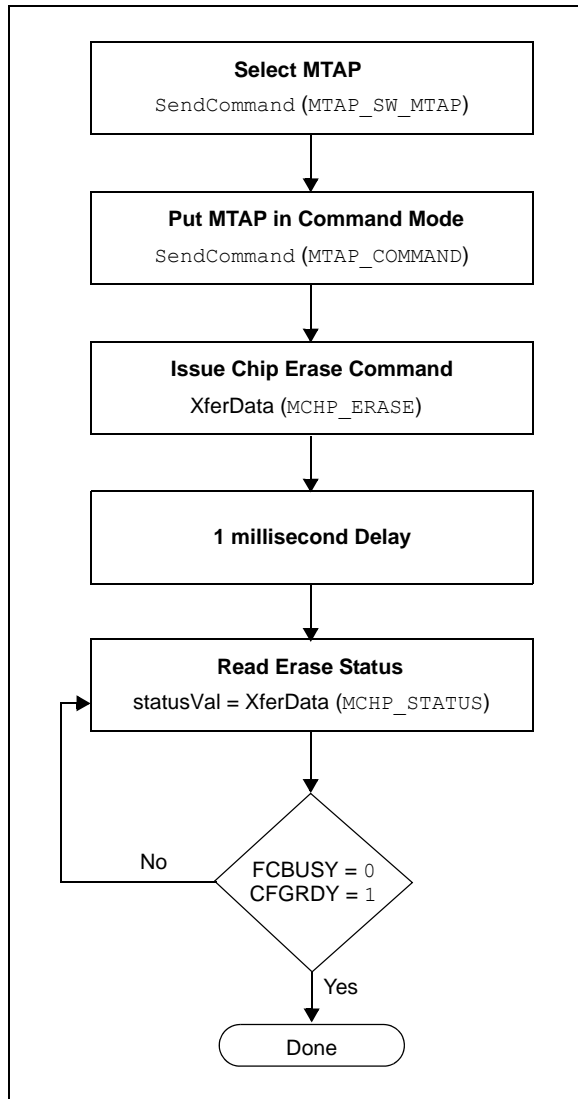 Select MTAP
SendCommand (MTAP_SW_MTAP)
Put MTAP in Command Mode
SendCommand (MTAP_COMMAND)
Issue Chip Erase Command
XferData (MCHP_ERASE)
1 millisecond Delay
Read Erase Status
statusVal = XferData (MCHP_STATUS)
No
FCBUSY = 0
CFGRDY = 1
Yes
Done